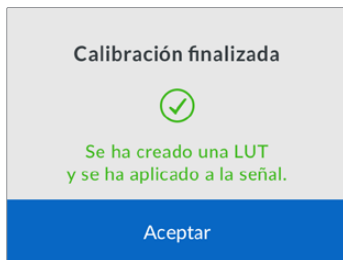 Calibración finalizada
Se ha creado una LUT
y se ha aplicado a la señal.
Aceptar